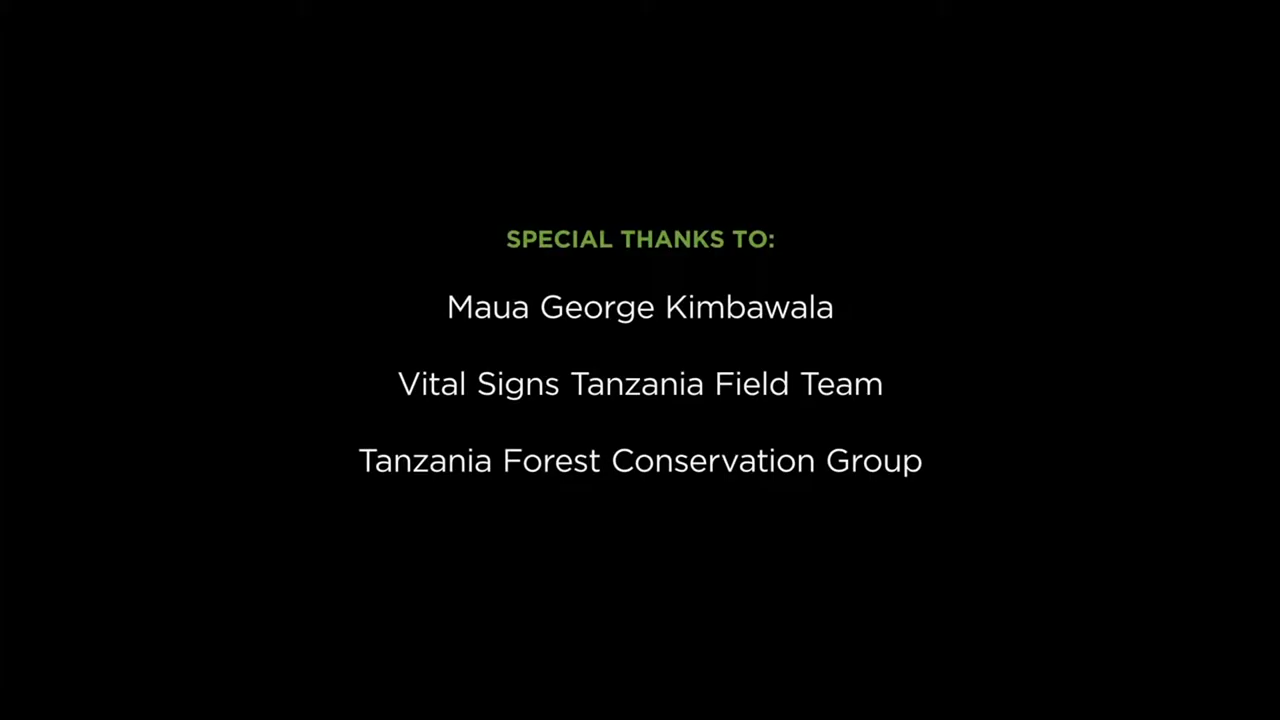 SPECIAL THANKS TO:
Maua George Kimbawala
Vital Signs Tanzania Field Team
Tanzania Forest Conservation Group